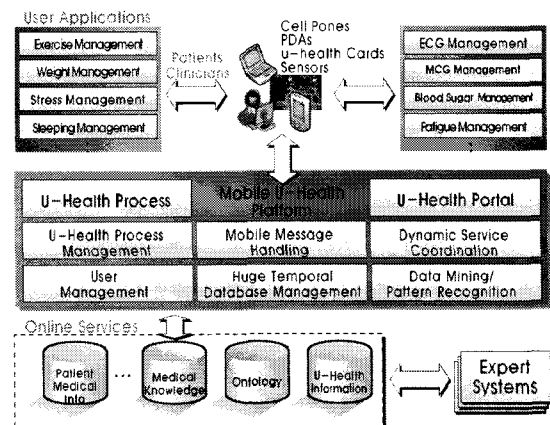 User Applications
Exercise Management
Weight Management
Stress Management
Sleeping Management
Patients
Clinicians
Cell Pones
PDAs
u-health Cards
Sensors
ECG Management
MCG Management
Blood Sugar Management
Fatigue Management
U-Health Process
Mobile U-Health
Platform
U-Health Portal
U-Health Process
Management
Mobile Message
Handling
Dynamic Service
Coordination
User
Management
Huge Temporal
Database Management
Data Mining/
Pattern Recognition
Online Services
Patient
Medical
Info
...
Medical
Knowledge
Ontology
U-Health
Information
Expert
Systems